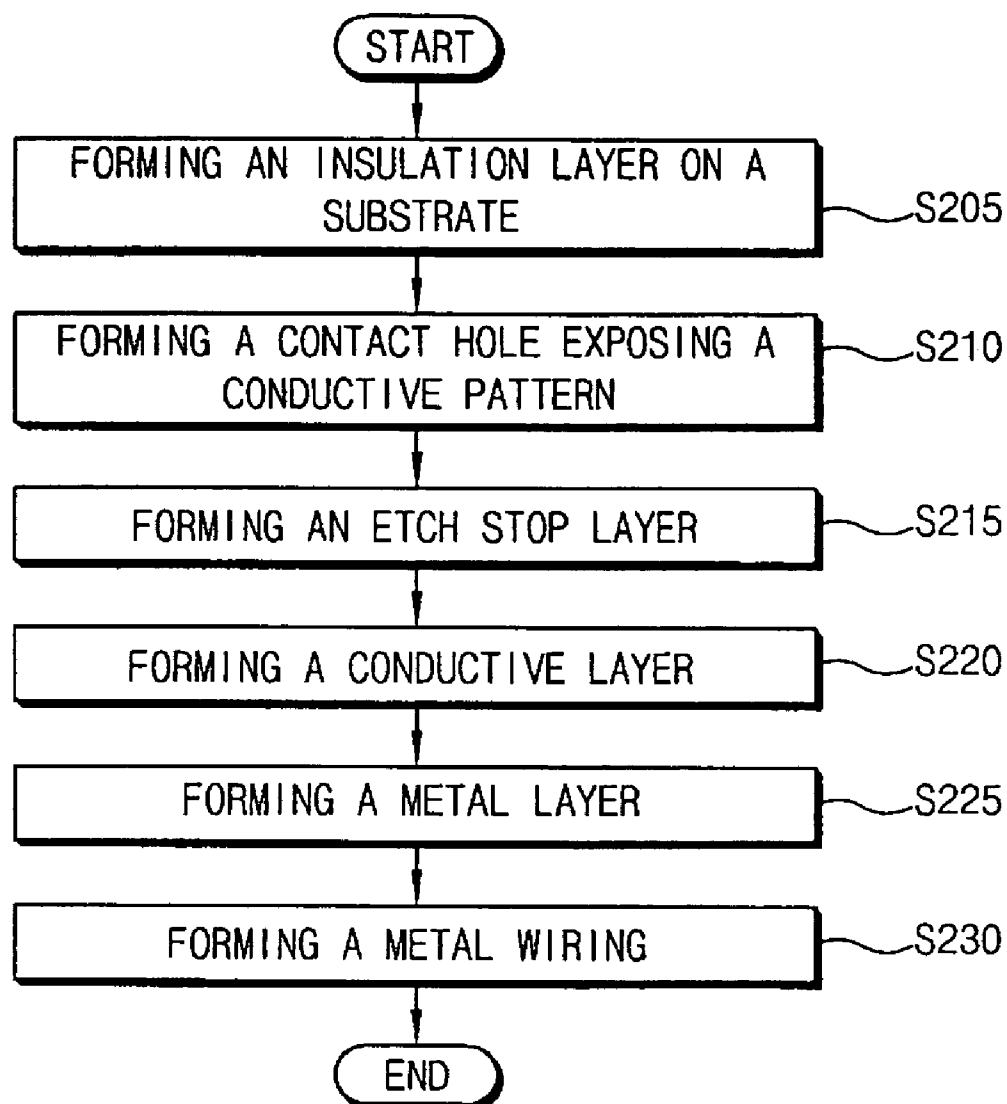 START
FORMING AN INSULATION LAYER ON A
SUBSTRATE
S205
FORMING A CONTACT HOLE EXPOSING A
CONDUCTIVE PATTERN
S210
FORMING AN ETCH STOP LAYER
S215
FORMING A CONDUCTIVE LAYER
S220
FORMING A METAL LAYER
S225
FORMING A METAL WIRING
S230
END